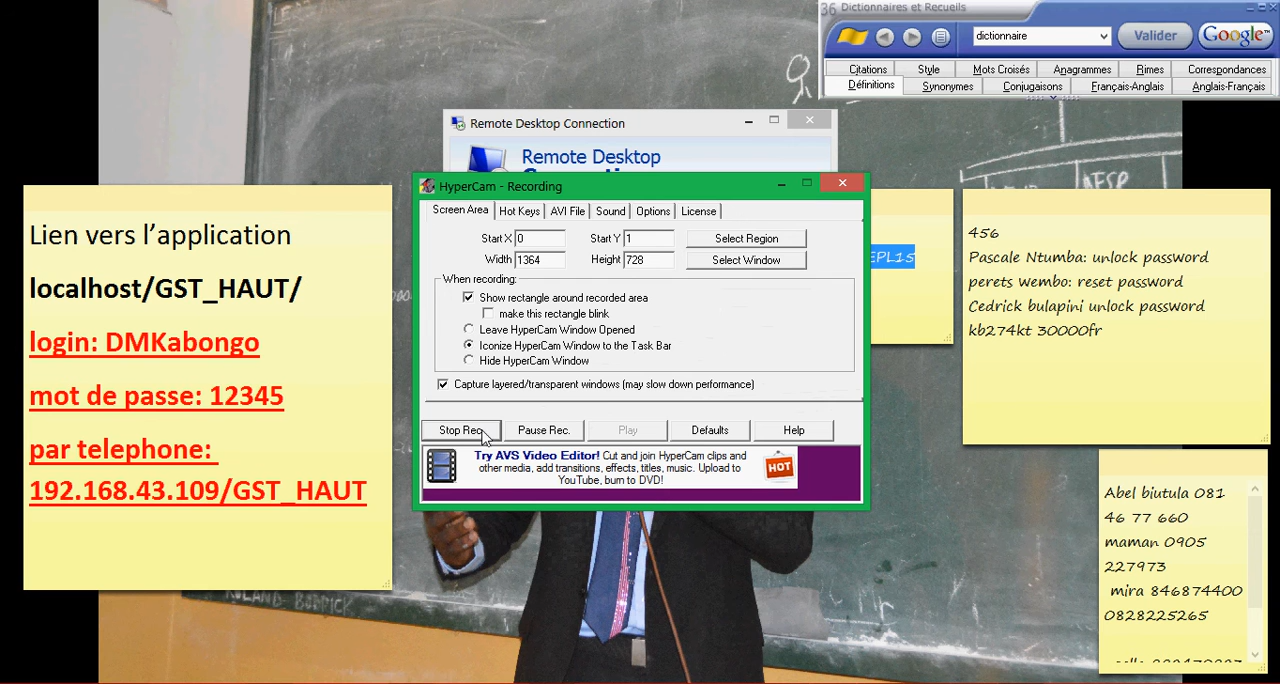 36 Dictionnaires et Recueils
dictionnaire
Valider
Google™
Citations
Style
Mots Croisés
Anagrammes
Rimes
Correspondances
Définitions
Synonymes
Conjugaisons
Français-Anglais
Anglais-Français
Remote Desktop Connection
Remote Desktop
HyperCam - Recording
Screen Area
Hot Keys
AVI File
Sound
Options
License
Start X 0
Start Y 1
Select Region
Width 1364
Height 728
Select Window
When recording:
Show rectangle around recorded area
make this rectangle blink
Leave HyperCam Window Opened
Iconize HyperCam Window to the Task Bar
Hide HyperCam Window
Capture layered/transparent windows (may slow down performance)
Stop Rec.
Pause Rec.
Play
Defaults
Help
Try AVS Video Editor! Cut and join HyperCam clips and
other media, add transitions, effects, titles, music. Upload to
YouTube, burn to DVD!
HOT
Lien vers l'application
localhost/GST_HAUT/
login: DMKabongo
mot de passe: 12345
par telephone:
192.168.43.109/GST_HAUT
EPL15
456
Pascale Ntumba: unlock password
perets wembo: reset password
Cedrick bulapini unlock password
kb274kt 30000fr
Abel biutula 081
46 77 660
maman 0905
227973
mira 846874400
0828225265